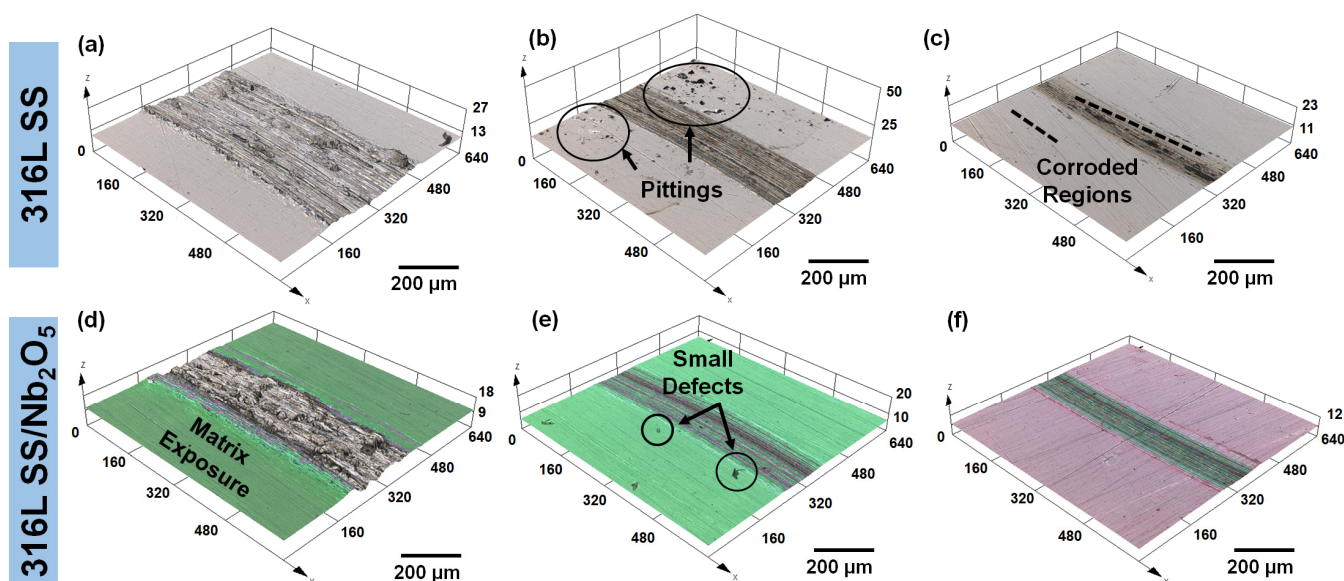 316L SS
(a)
z
27
13
640
0
160
480
320
320
480
160
200 µm
x
(b)
z
50
25
640
0
160
480
320
320
480
160
Pittings
200 µm
x
(c)
z
23
11
640
0
160
480
320
320
480
160
Corroded
Regions
200 µm
x
316L SS/Nb₂O₅
(d)
z
18
9
640
0
160
480
320
320
480
160
Matrix
Exposure
200 µm
x
(e)
z
20
10
640
0
160
480
320
320
480
160
Small
Defects
200 µm
x
(f)
z
12
640
0
160
480
320
320
480
160
200 µm
x